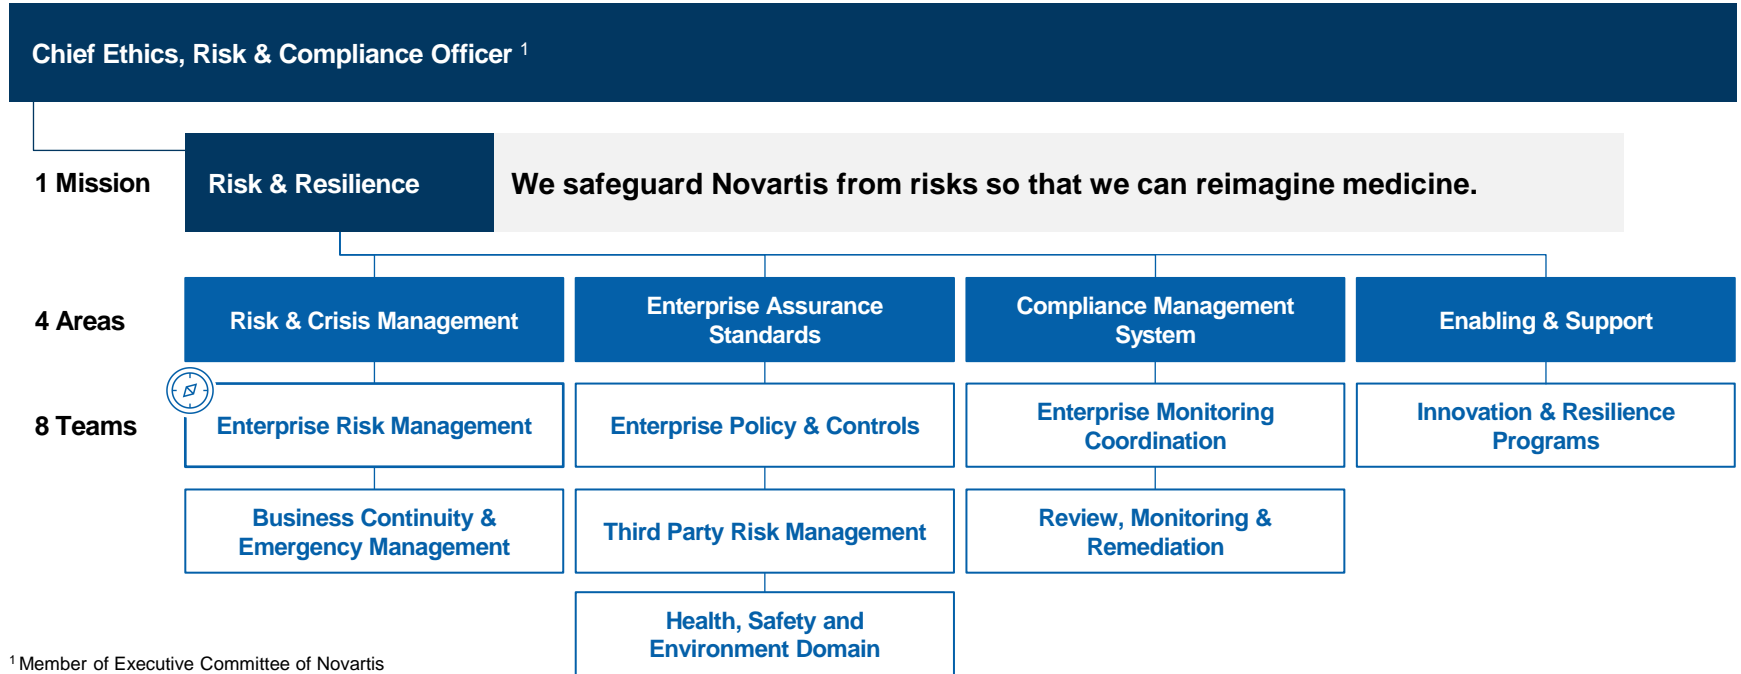 Chief Ethics, Risk & Compliance Officer 1
1 Mission
Risk & Resilience
We safeguard Novartis from risks so that we can reimagine medicine.
4 Areas
Risk & Crisis Management
Enterprise Assurance
Standards
Compliance Management
System
Enabling & Support
8 Teams
Enterprise Risk Management
Enterprise Policy & Controls
Enterprise Monitoring
Coordination
Innovation & Resilience
Programs
Business Continuity &
Emergency Management
Third Party Risk Management
Review, Monitoring &
Remediation
Health, Safety and
Environment Domain
1 Member of Executive Committee of Novartis